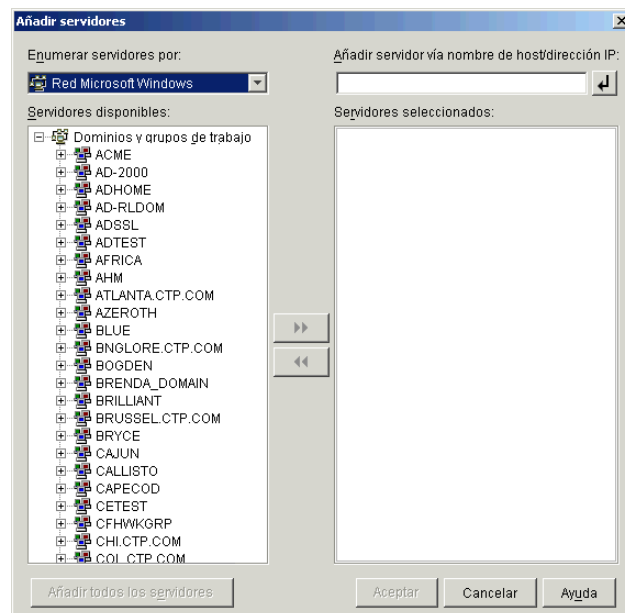 Añadir servidores
Enumerar servidores por:
Red Microsoft Windows
Servidores disponibles:
Dominios y grupos de trabajo
ACME
AD-2000
ADHOME
AD-RLDOM
ADSSL
ADTEST
AFRICA
AHM
ATLANTA.CTP.COM
AZEROTH
BLUE
BNGLORE.CTP.COM
BOGDEN
BRENDA_DOMAIN
BRILLIANT
BRUSSEL.CTP.COM
BRYCE
CAJUN
CALLISTO
CAPECOD
CETEST
CFHWKGRP
CHI.CTP.COM
COL.CTP.COM
Añadir servidor vía nombre de host/dirección IP:
Servidores seleccionados:
Añadir todos los servidores
Aceptar
Cancelar
Ayuda